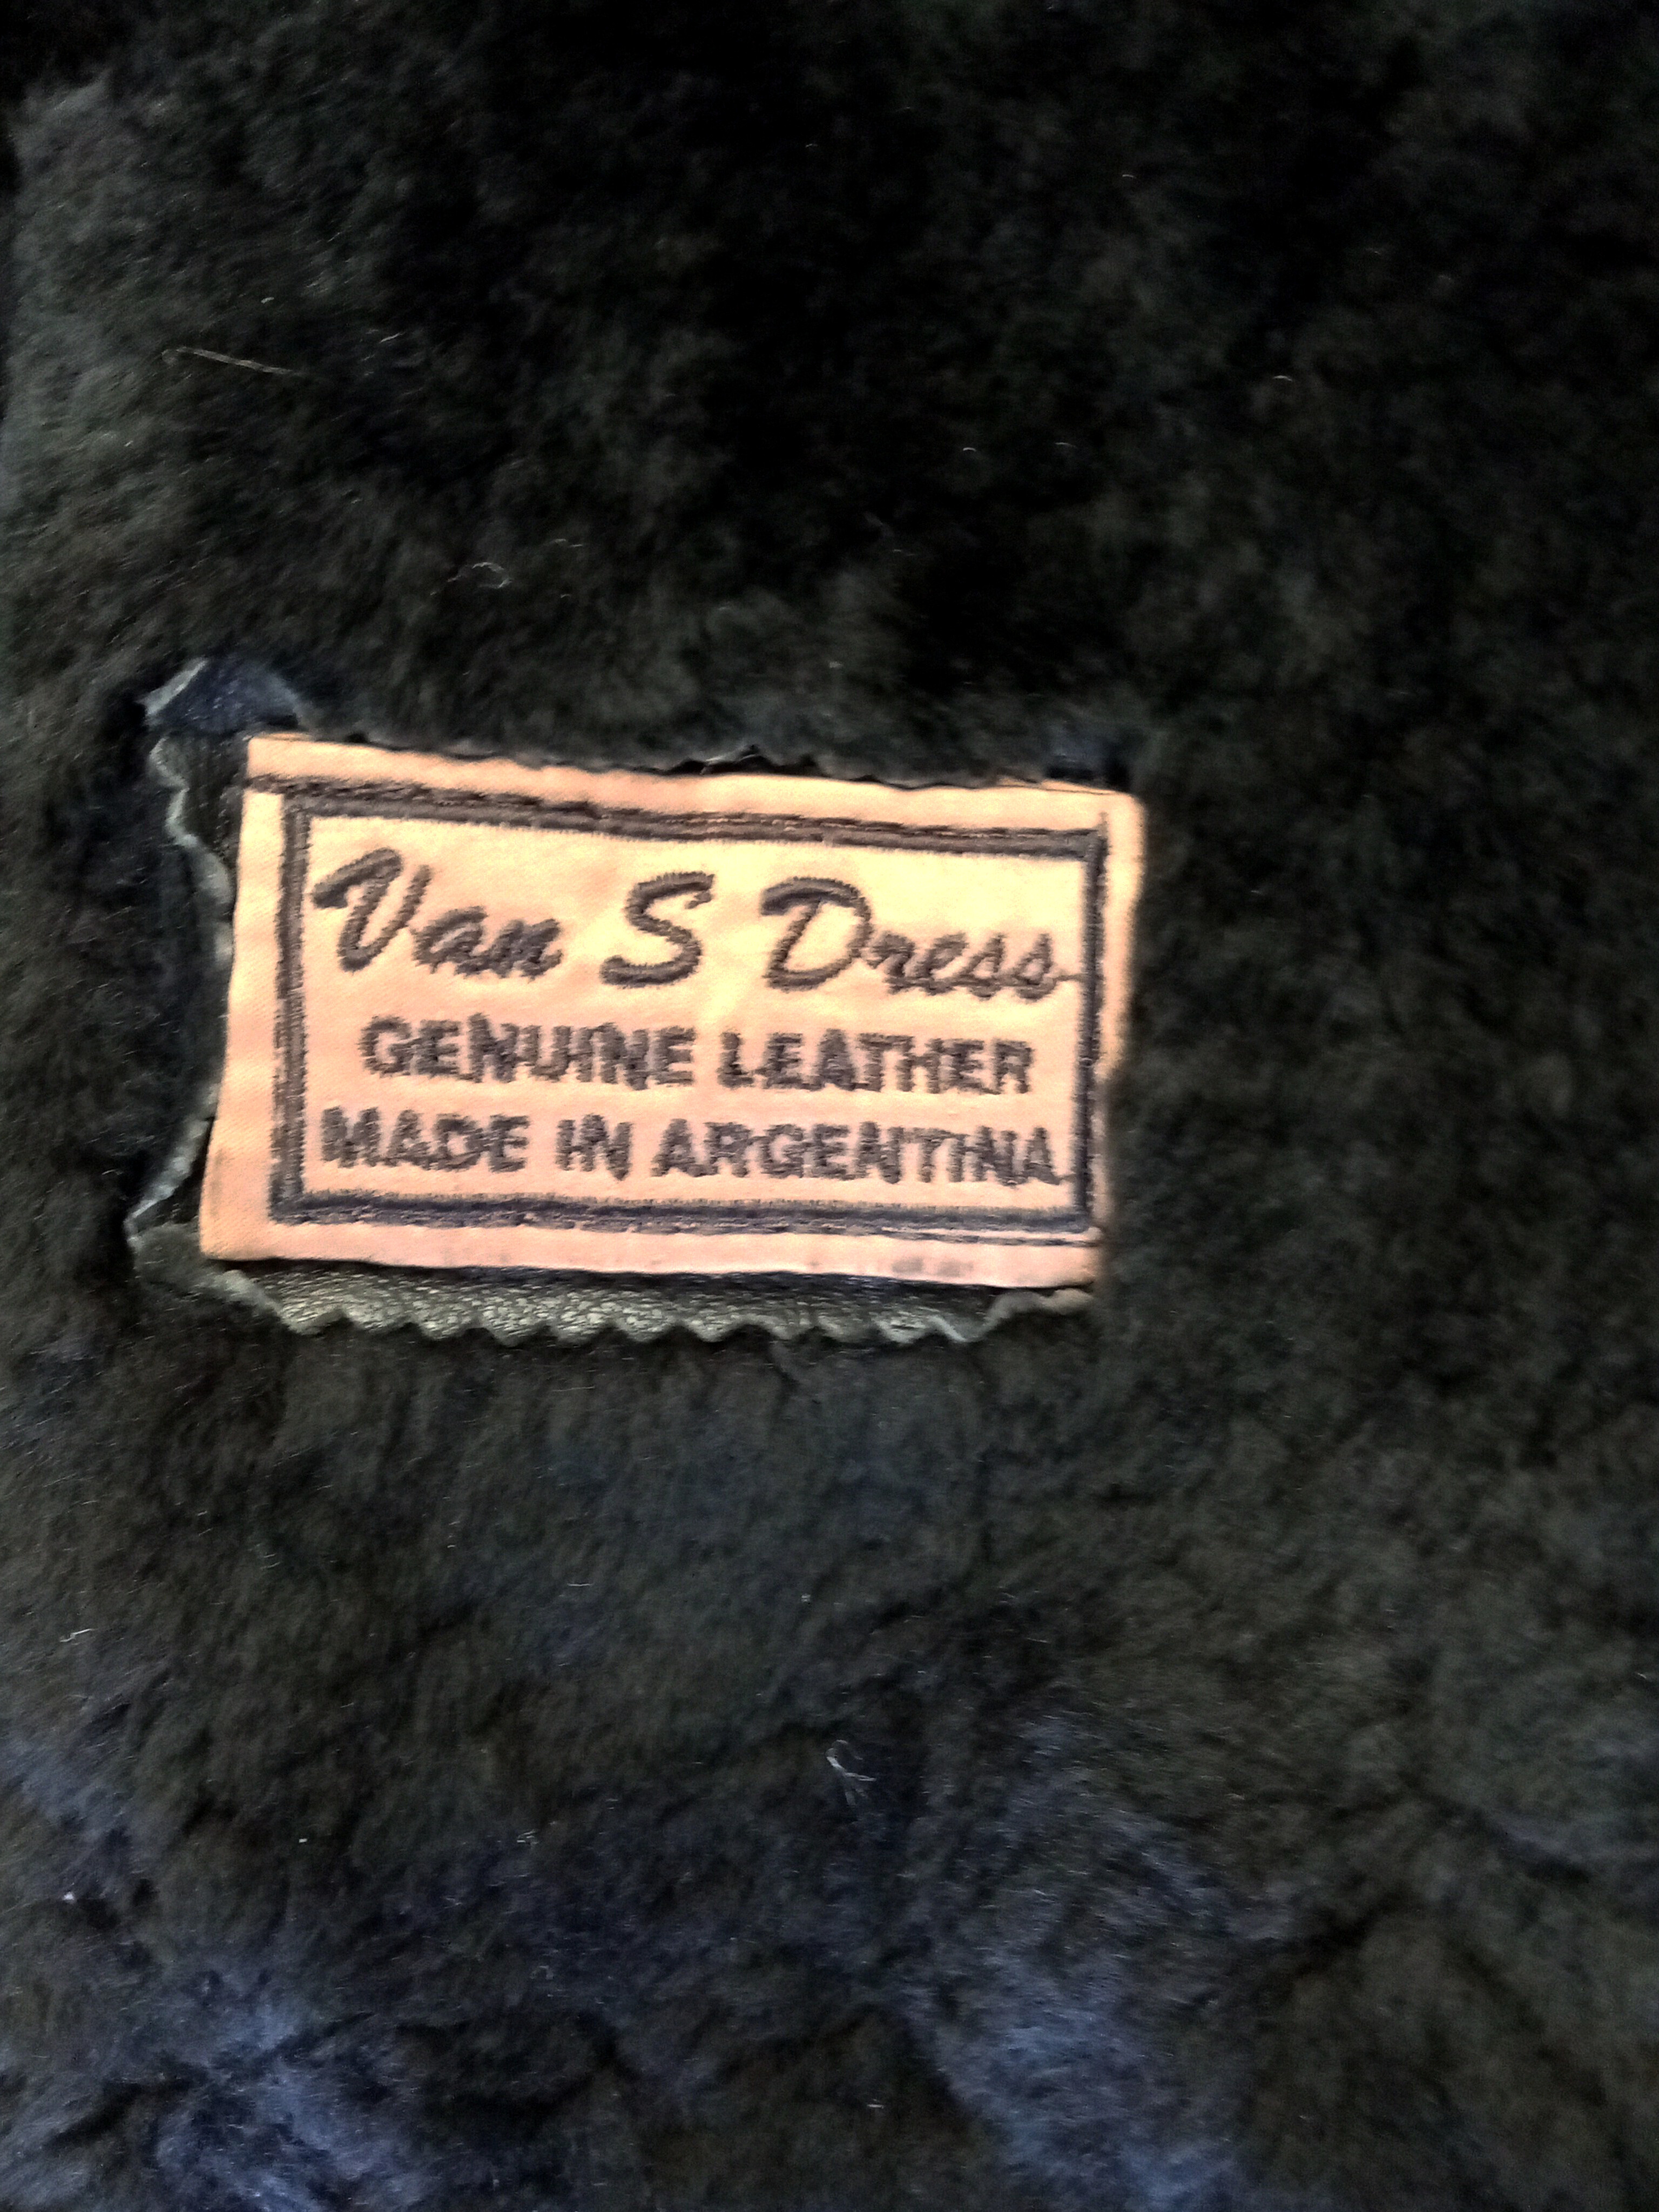 Van S Dress
GENUINE LEATHER
MADE IN ARGENTINA